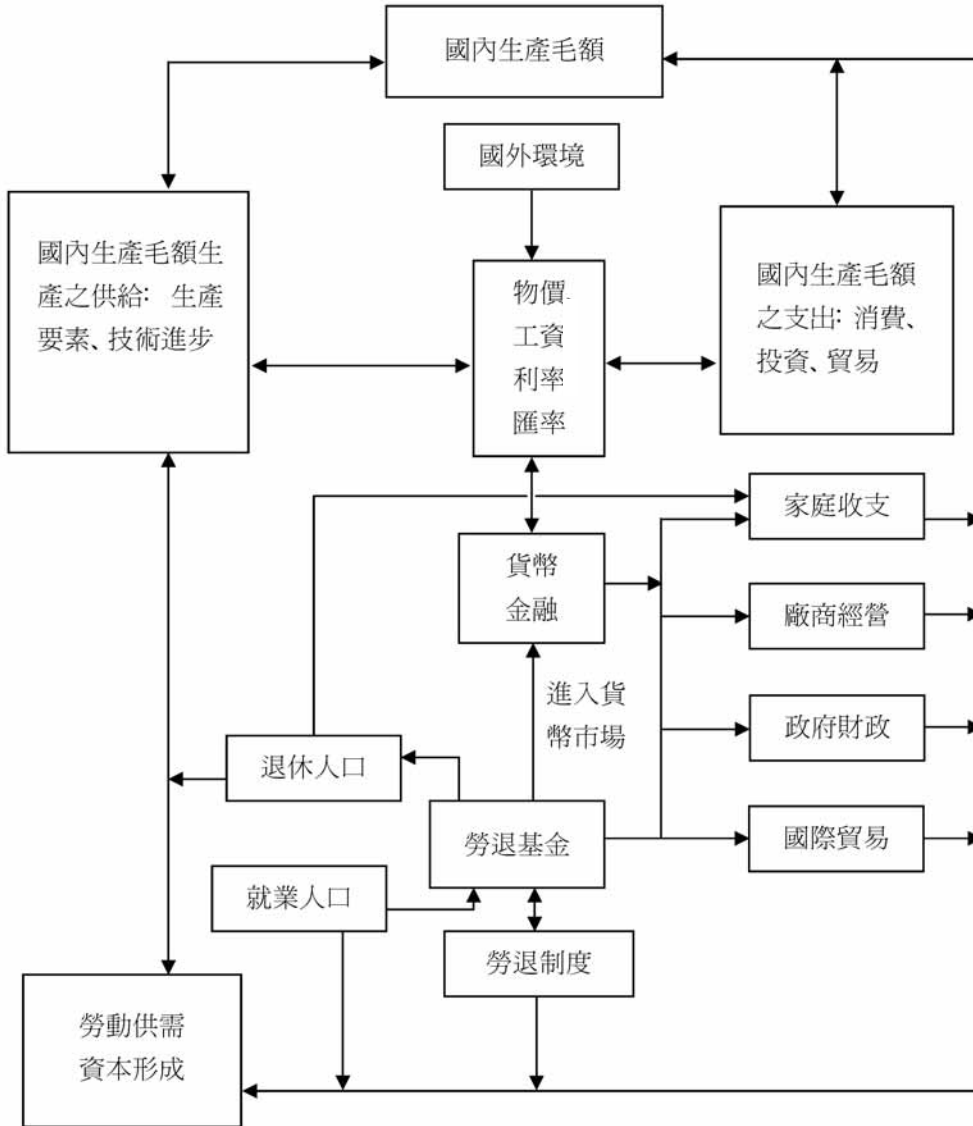 國內生產毛額
國外環境
國內生產毛額生
產之供給: 生產
要素、技術進步
物價
工資
利率
匯率
國內生產毛額
之支出: 消費、
投資、貿易
家庭收支
貨幣
金融
廠商經營
進入貨
幣市場
政府財政
退休人口
勞退基金
國際貿易
就業人口
勞退制度
勞動供需
資本形成